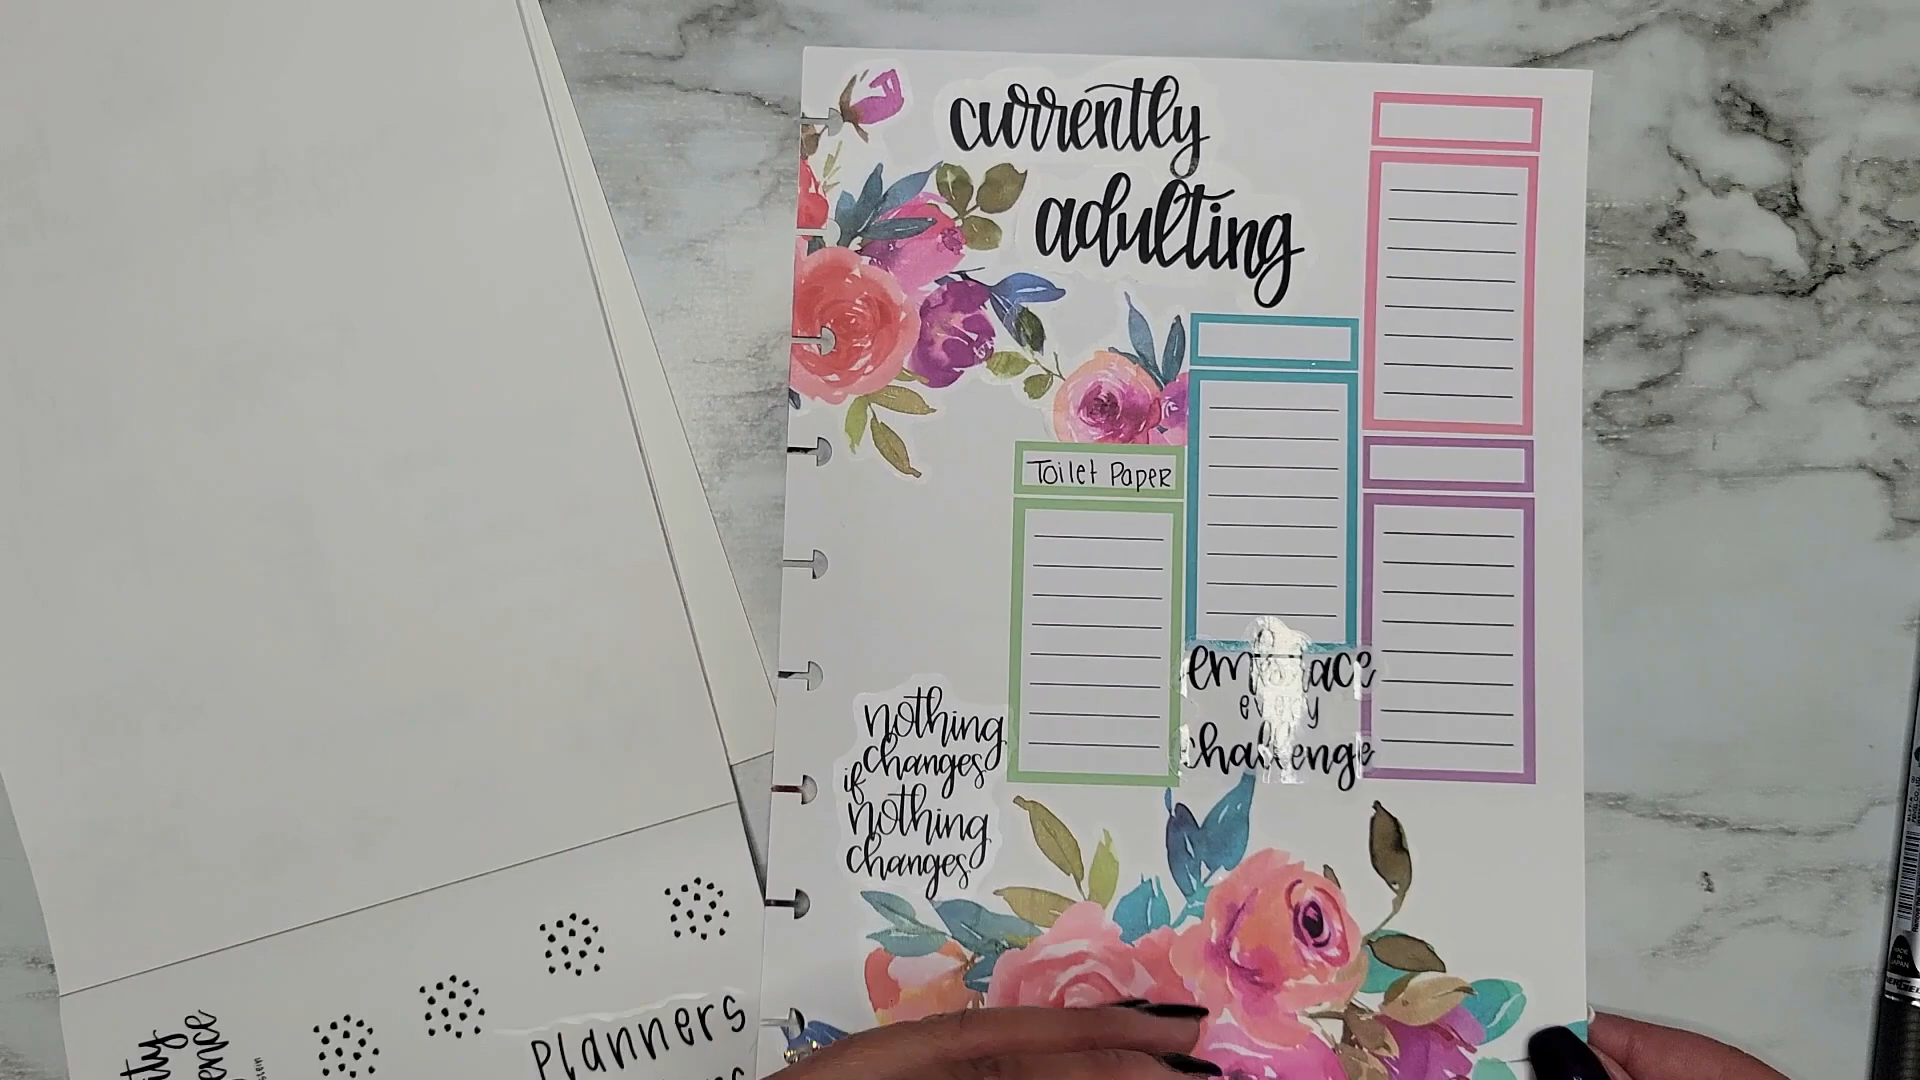 currently
adulting
Toilet Paper
embrace
every
challenge
nothing
changes
if
nothing
changes
Planners